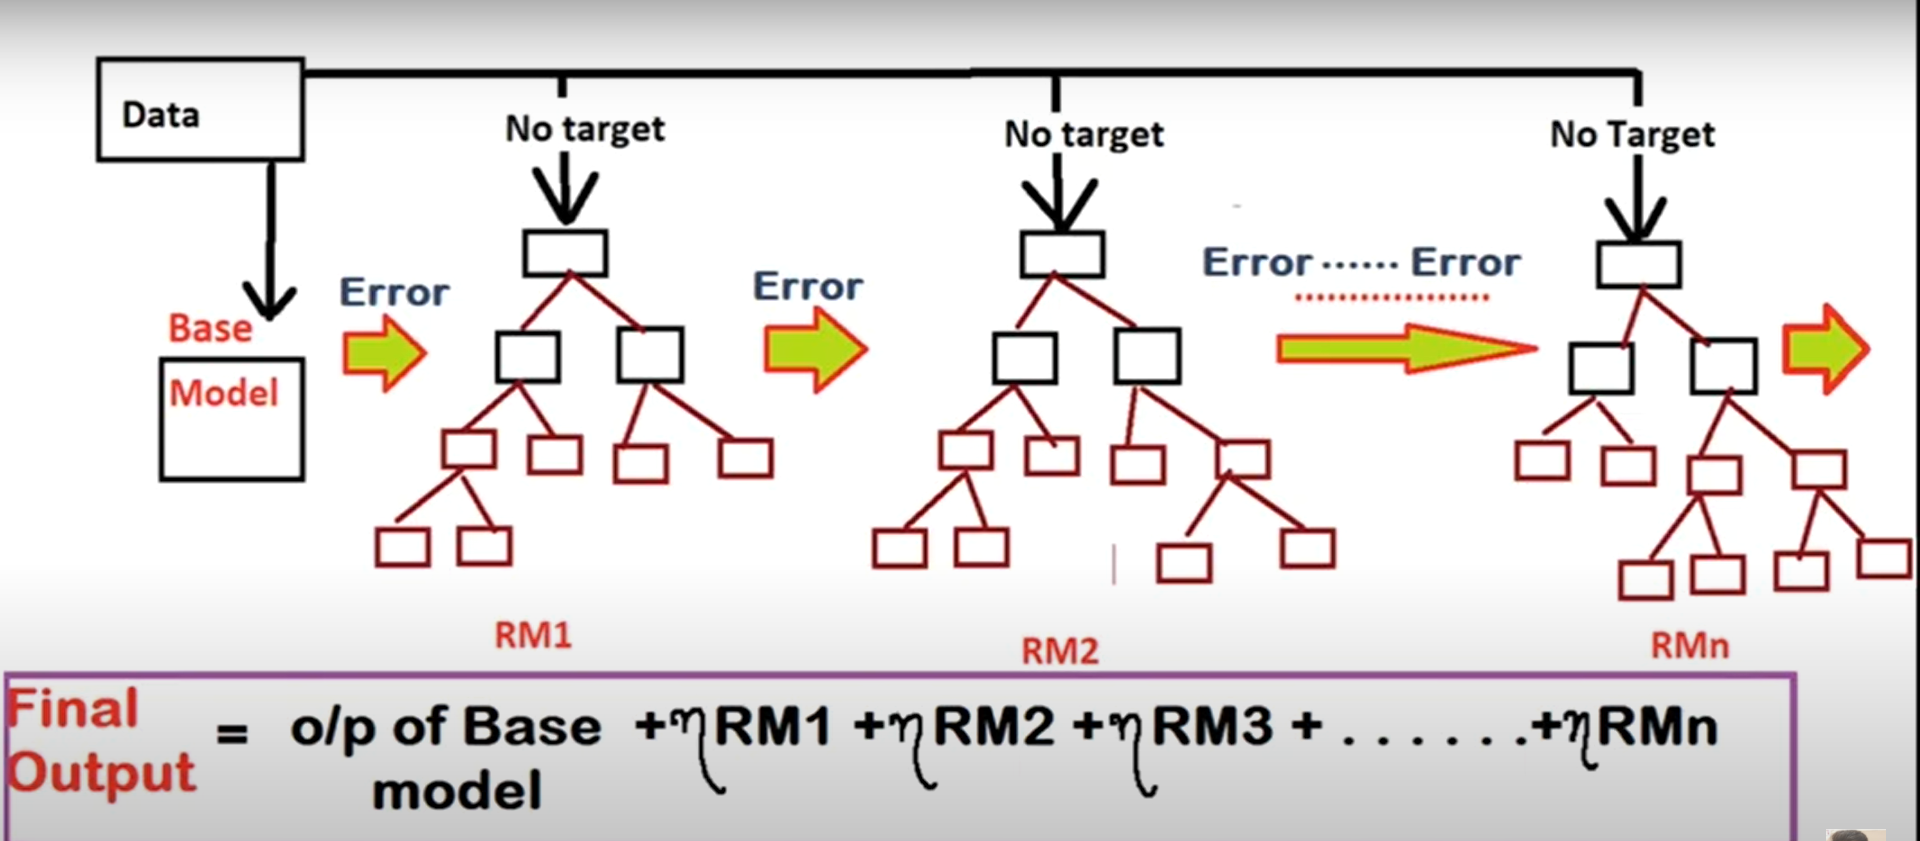 Data
No target
No target
No Target
Error
Error
Error ...... Error
Base
Model
RM1
RM2
RMn
Final Output = o/p of Base model +ηRM1 +ηRM2 +ηRM3 + . . . . . . .+ηRMn